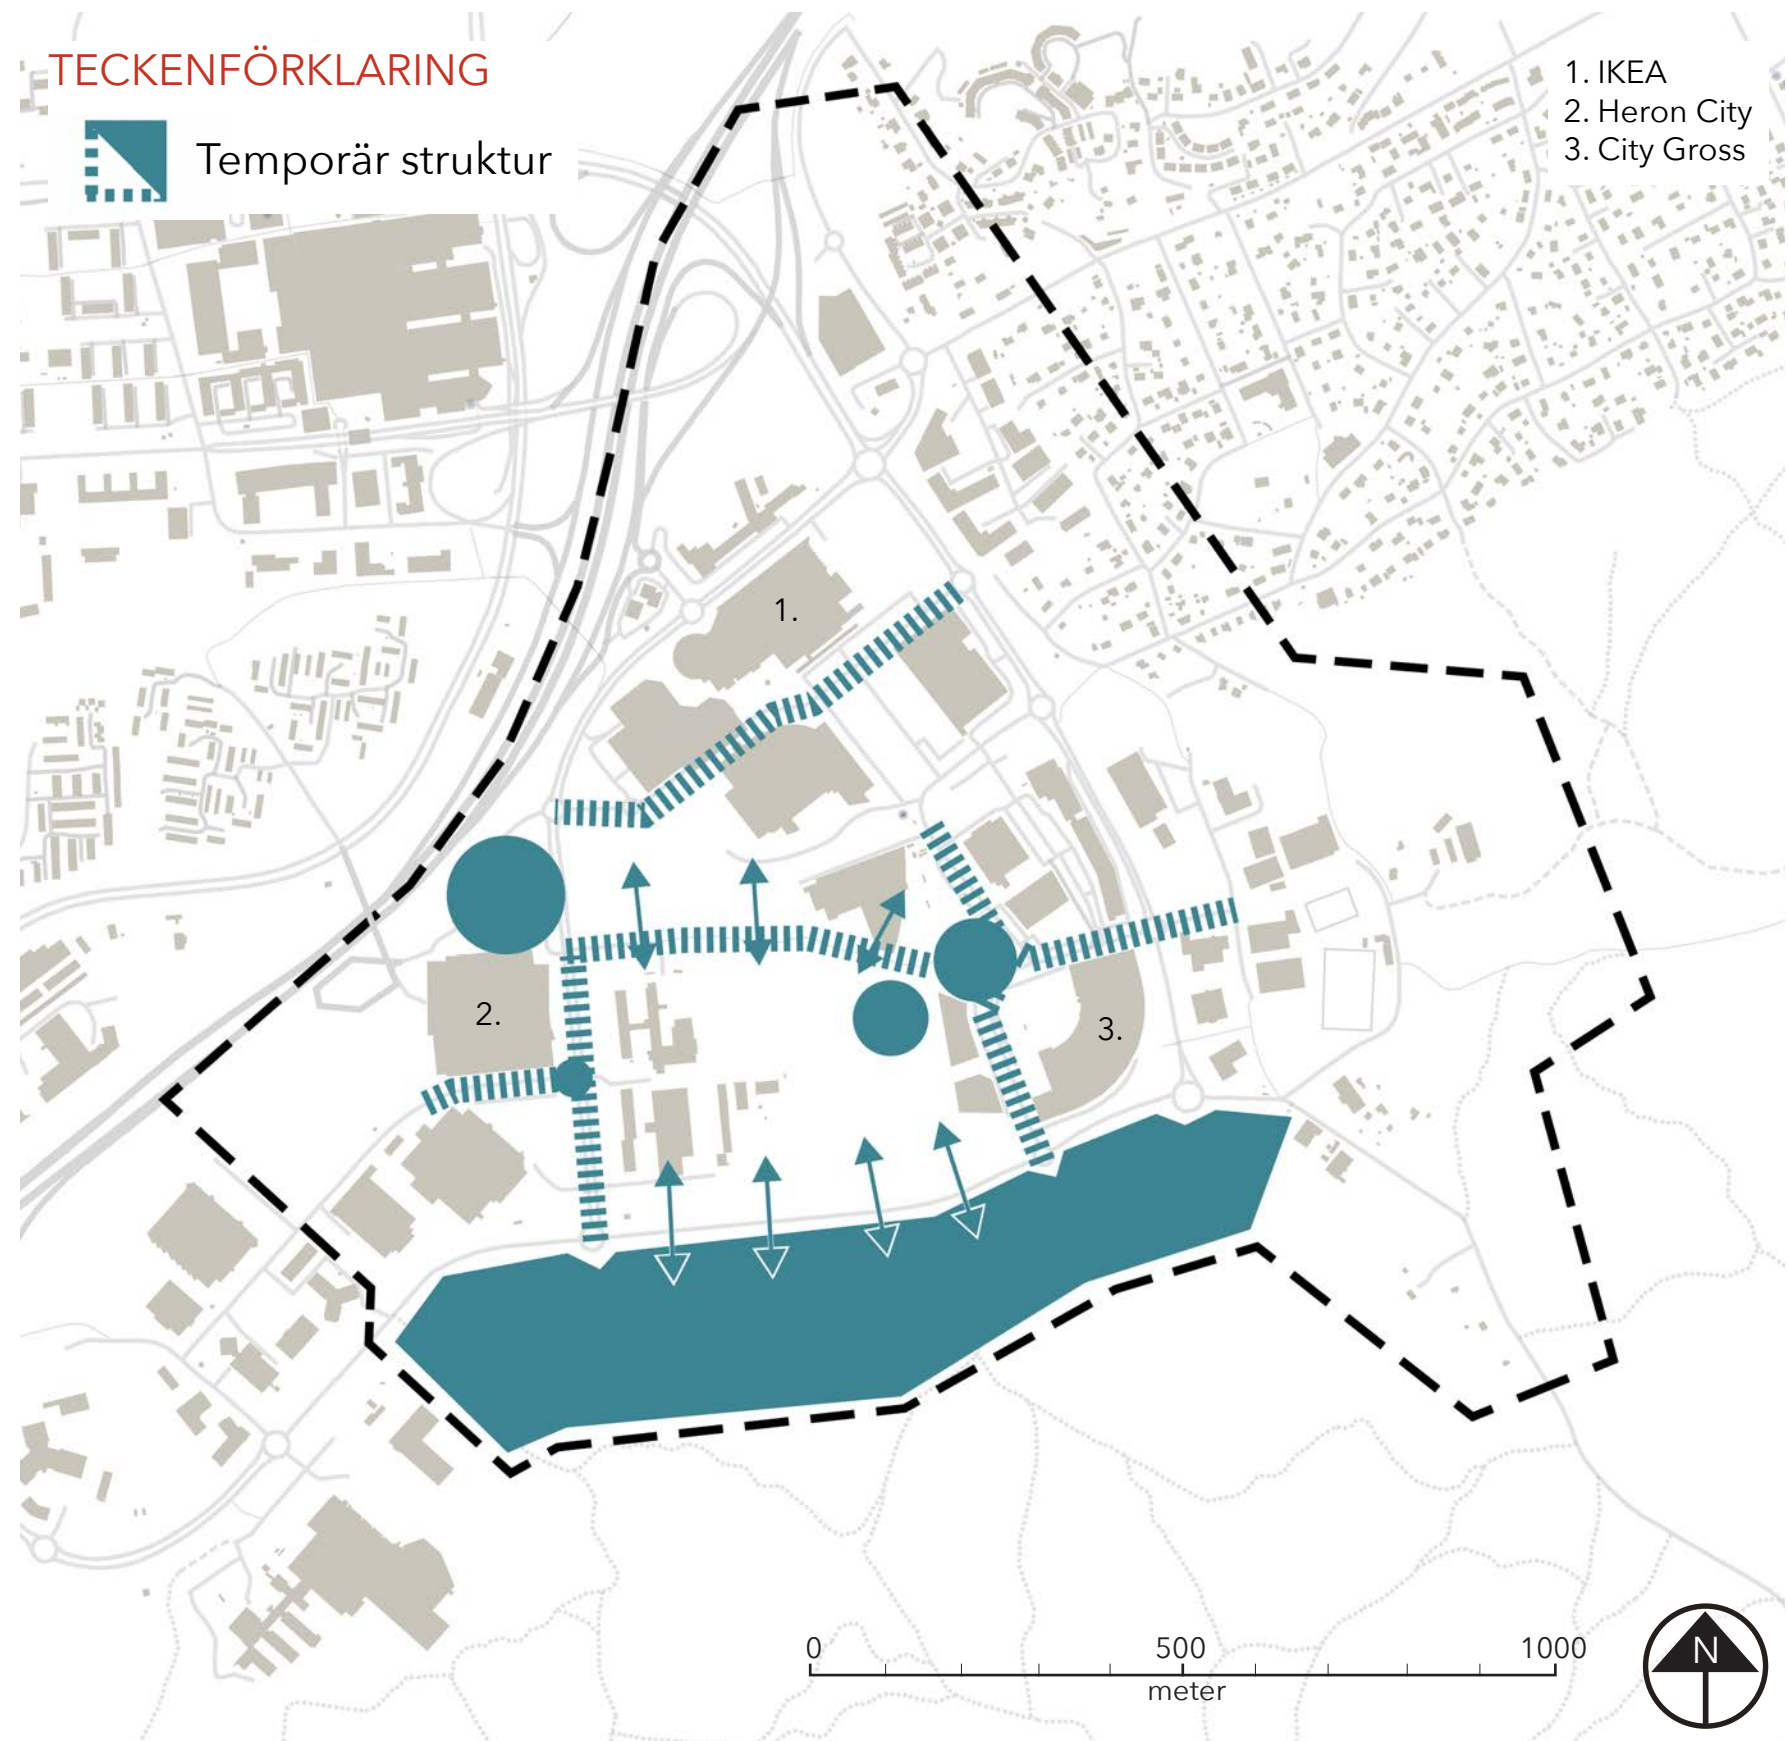 TECKENFÖRKLARING
Temporär struktur
1. IKEA
2. Heron City
3. City Gross
1.
2.
3.
0 500 1000
meter
N